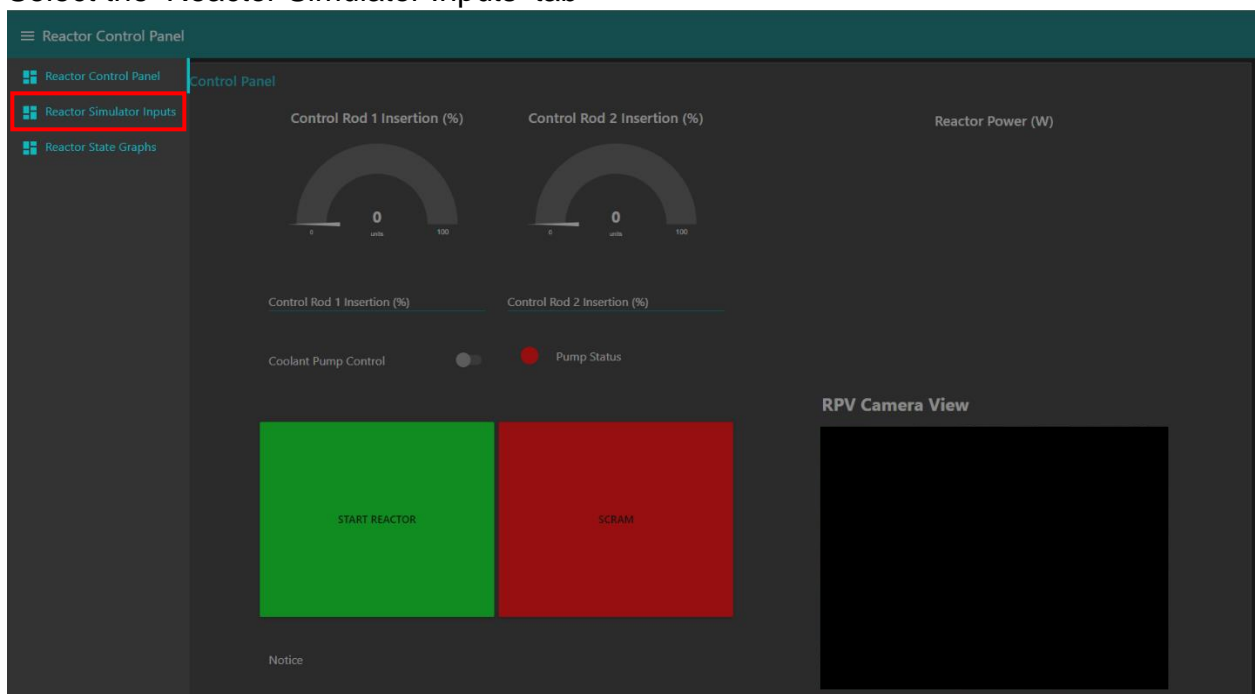 Select the 'Reactor Simulator Inputs' tab
Reactor Control Panel
Reactor Control Panel
Reactor Simulator Inputs
Reactor State Graphs
Control Panel
Control Rod 1 Insertion (%)
Control Rod 2 Insertion (%)
Reactor Power (W)
0
0 units 100
0
0 units 100
Control Rod 1 Insertion (%)
Control Rod 2 Insertion (%)
Coolant Pump Control
Pump Status
RPV Camera View
START REACTOR
SCRAM
Notice